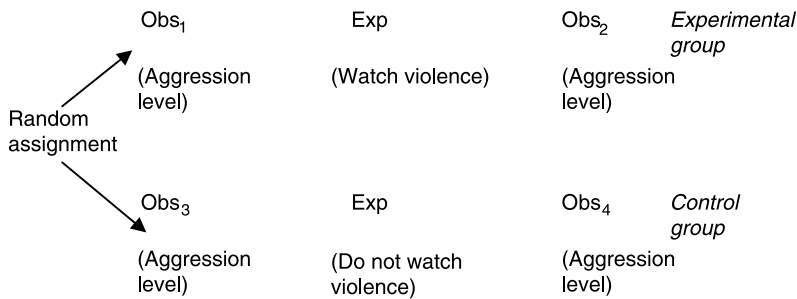 Obs1 Exp Obs2 Experimental
group
(Aggression (Watch violence) (Aggression
level) level)
Random
assignment
Obs3 Exp Obs4 Control
group
(Aggression (Do not watch (Aggression
level) violence) level)